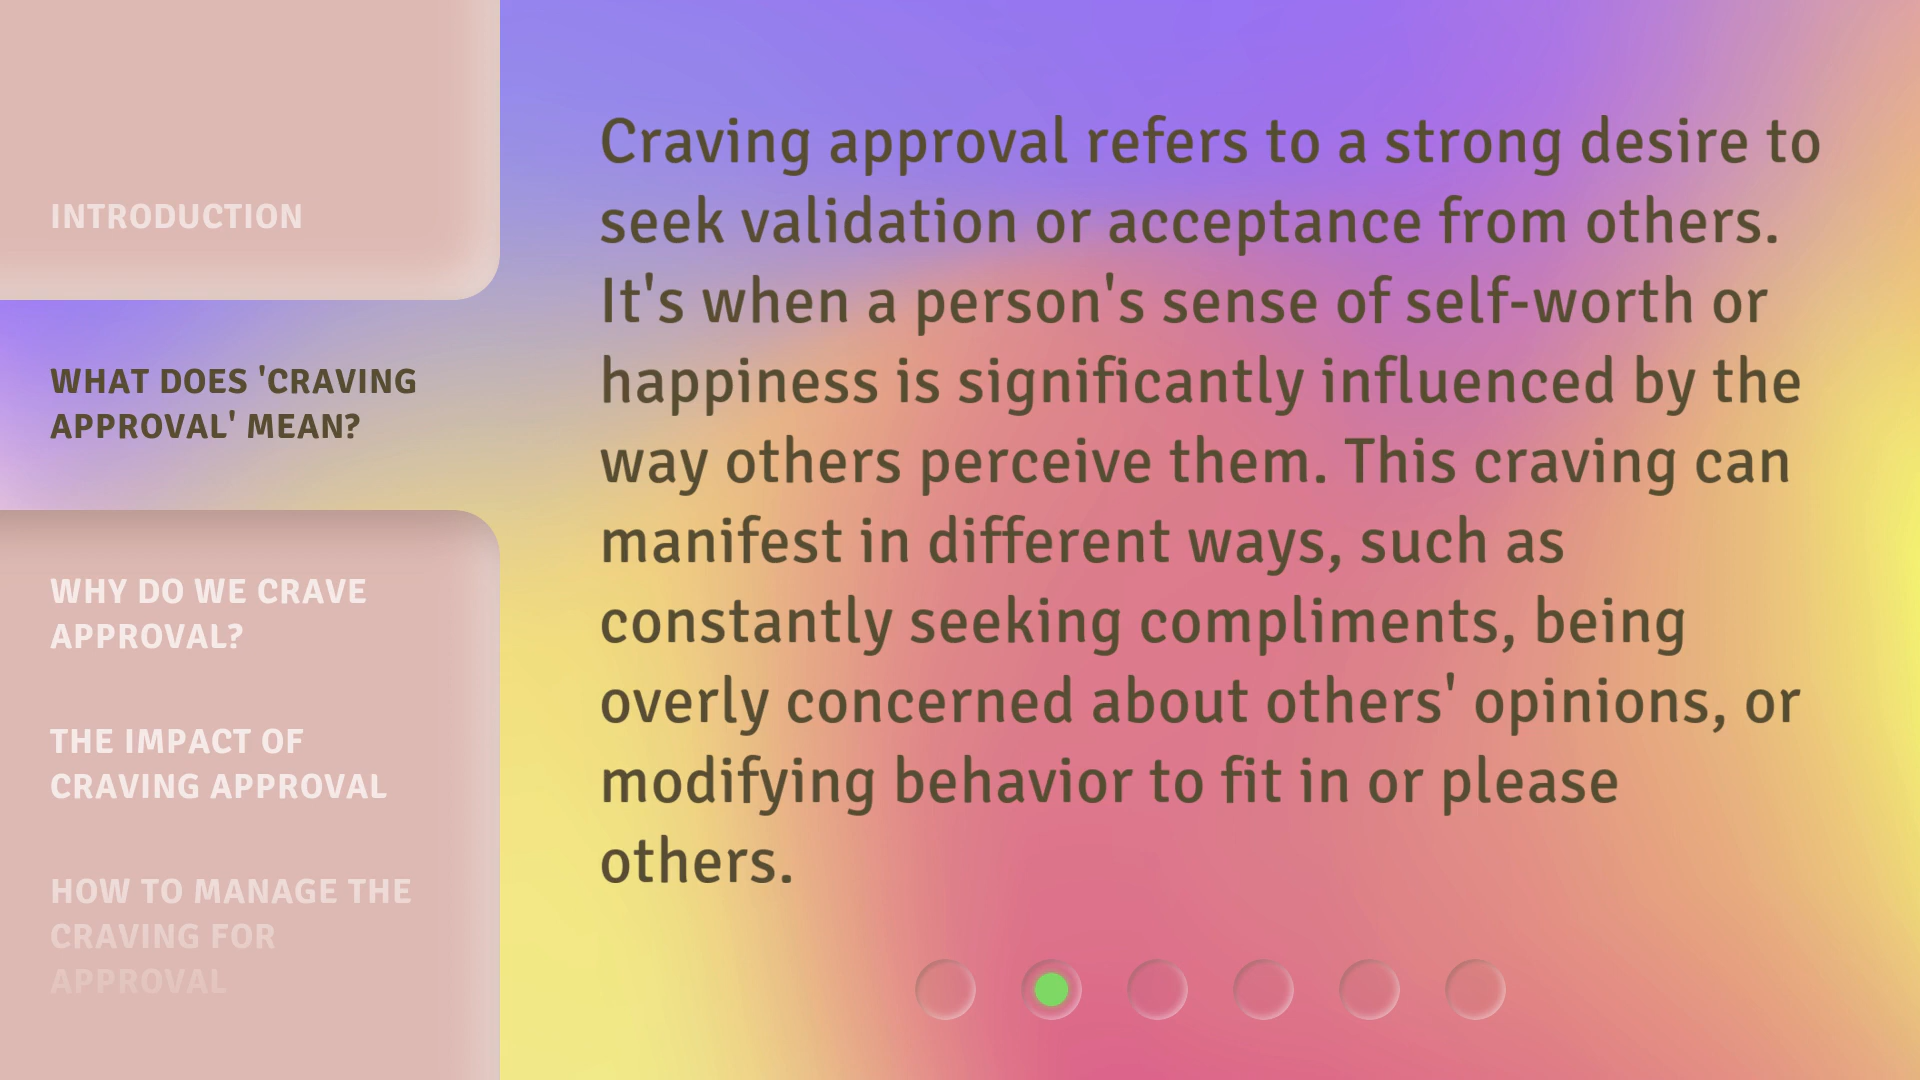 INTRODUCTION
WHAT DOES 'CRAVING
APPROVAL' MEAN?
WHY DO WE CRAVE
APPROVAL?
THE IMPACT OF
CRAVING APPROVAL
HOW TO MANAGE THE
CRAVING FOR
APPROVAL
Craving approval refers to a strong desire to
seek validation or acceptance from others.
It's when a person's sense of self-worth or
happiness is significantly influenced by the
way others perceive them. This craving can
manifest in different ways, such as
constantly seeking compliments, being
overly concerned about others' opinions, or
modifying behavior to fit in or please
others.